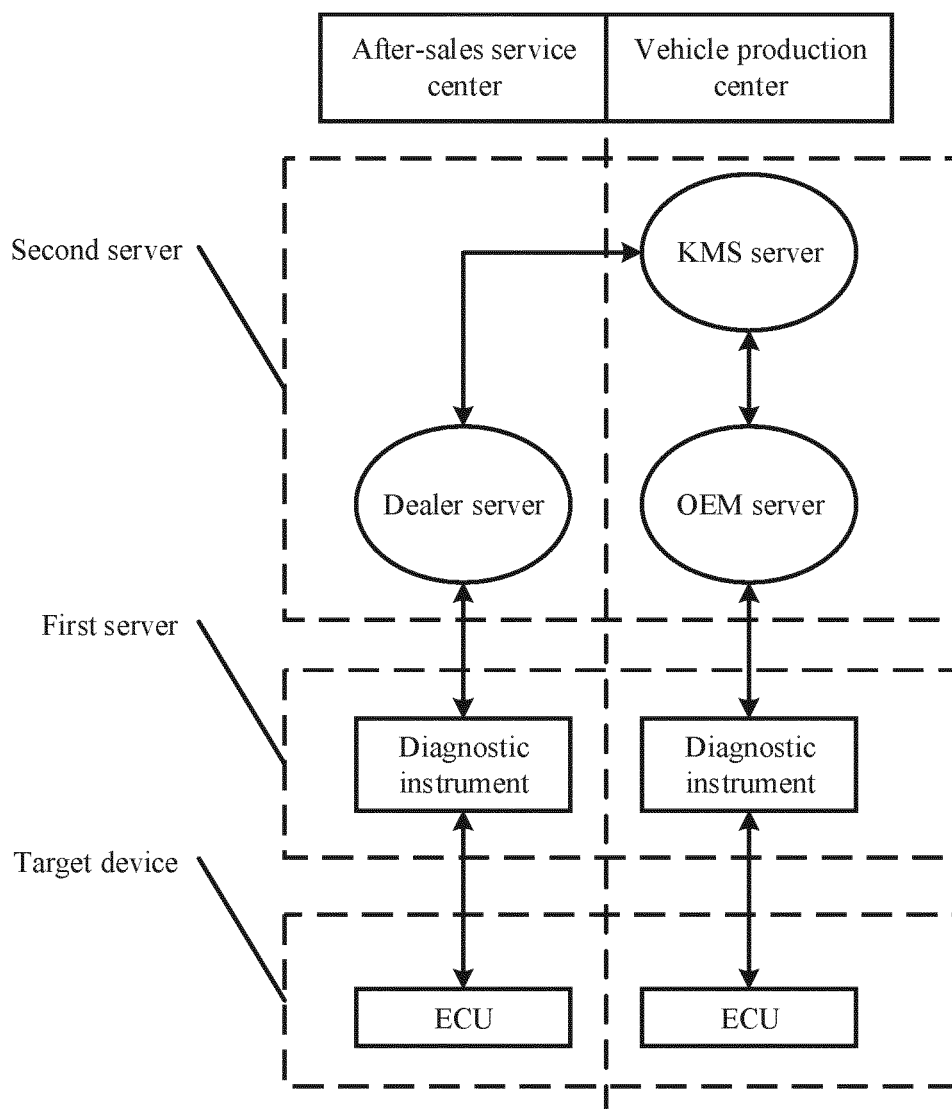 After-sales service
center
Vehicle production
center
Second server
KMS server
Dealer server
OEM server
First server
Diagnostic
instrument
Diagnostic
instrument
Target device
ECU
ECU